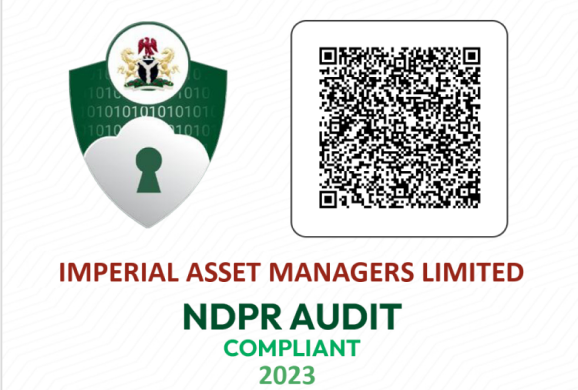 IMPERIAL ASSET MANAGERS LIMITED
NDPR AUDIT
COMPLIANT
2023